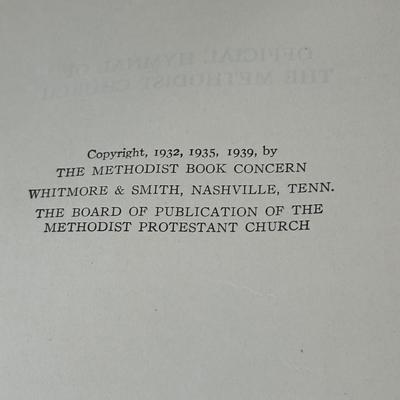 Copyright, 1932, 1935, 1939, by
THE METHODIST BOOK CONCERN
WHITMORE & SMITH, NASHVILLE, TENN.
THE BOARD OF PUBLICATION OF THE
METHODIST PROTESTANT CHURCH